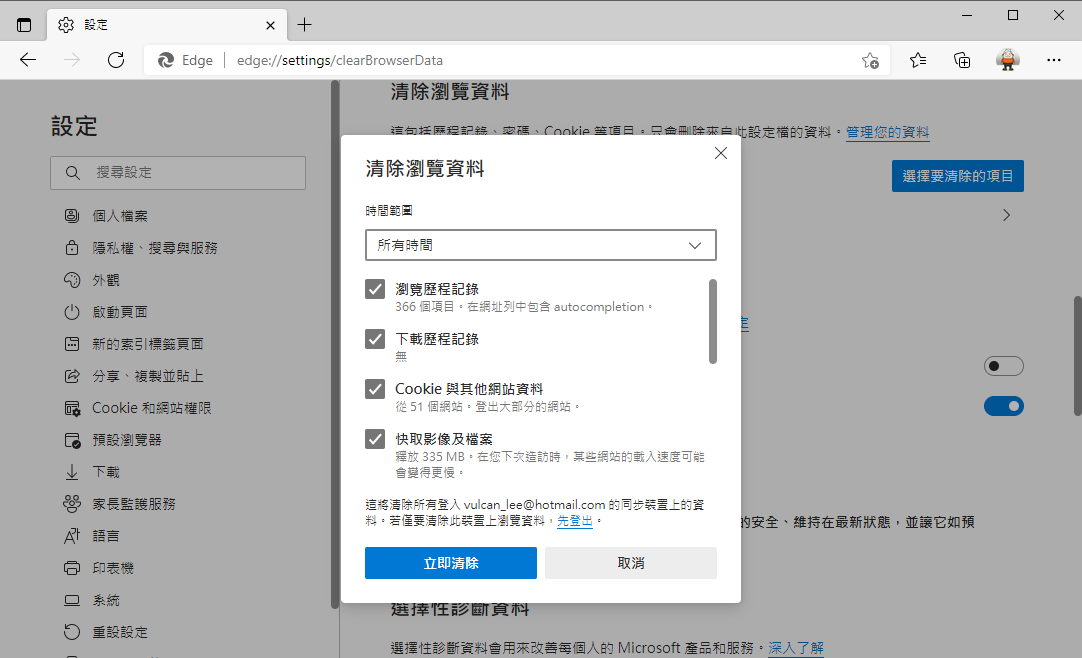 設定
Edge
edge://settings/clearBrowserData
設定
搜尋設定
個人檔案
隱私權、搜尋與服務
外觀
啟動頁面
新的索引標籤頁面
分享、複製並貼上
Cookie 和網站權限
預設瀏覽器
下載
家長監護服務
語言
印表機
系統
重設設定
清除瀏覽資料
這包括歷程記錄、密碼、Cookie 等項目。只會刪除來自此設定檔的資料。管理您的資料
選擇要清除的項目
清除瀏覽資料
時間範圍
所有時間
瀏覽歷程記錄
366 個項目。在網址列中包含 autocompletion。
下載歷程記錄
無
Cookie 與其他網站資料
從 51 個網站。登出大部分的網站。
快取影像及檔案
釋放 335 MB。在您下次造訪時，某些網站的載入速度可能
會變得更慢。
這將清除所有登入 vulcan_lee@hotmail.com 的同步裝置上的資
料。若僅要清除此裝置上瀏覽資料，先登出。
立即清除
取消
的安全、維持在最新狀態，並讓它如預
選擇性診斷資料
選擇性診斷資料會用來改善每個人的 Microsoft 產品和服務。深入了解